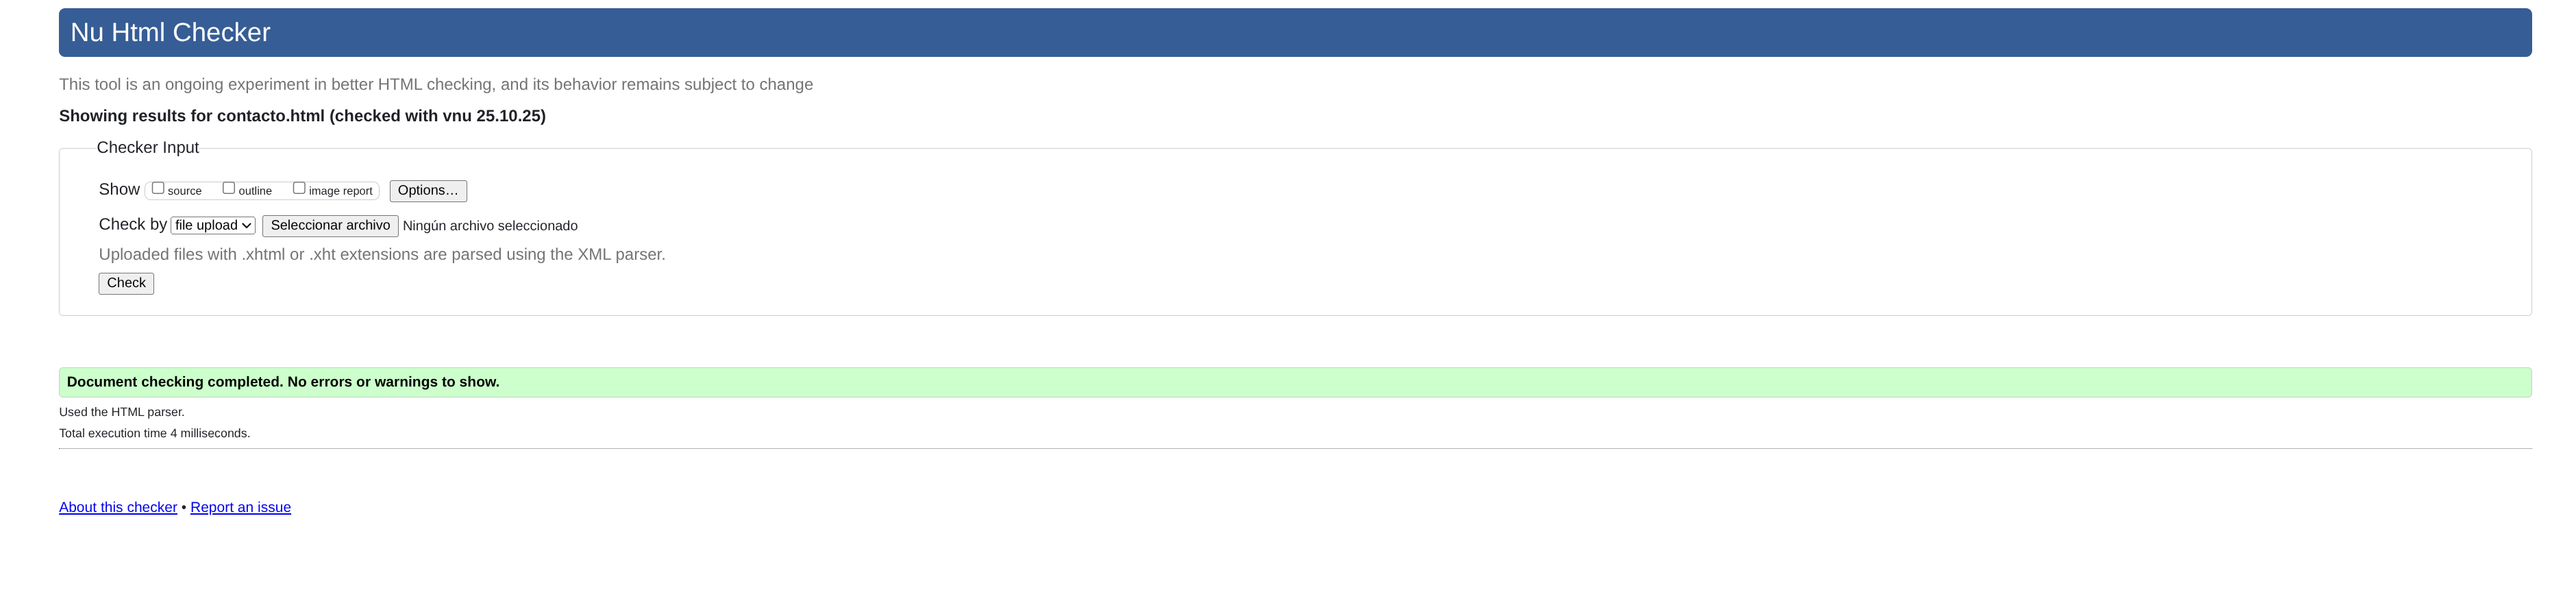 Nu Html Checker
This tool is an ongoing experiment in better HTML checking, and its behavior remains subject to change
Showing results for contacto.html (checked with vnu 25.10.25)
Checker Input
Show source outline image report Options…
Check by file upload Seleccionar archivo Ningún archivo seleccionado
Uploaded files with .xhtml or .xht extensions are parsed using the XML parser.
Check
Document checking completed. No errors or warnings to show.
Used the HTML parser.
Total execution time 4 milliseconds.
About this checker • Report an issue